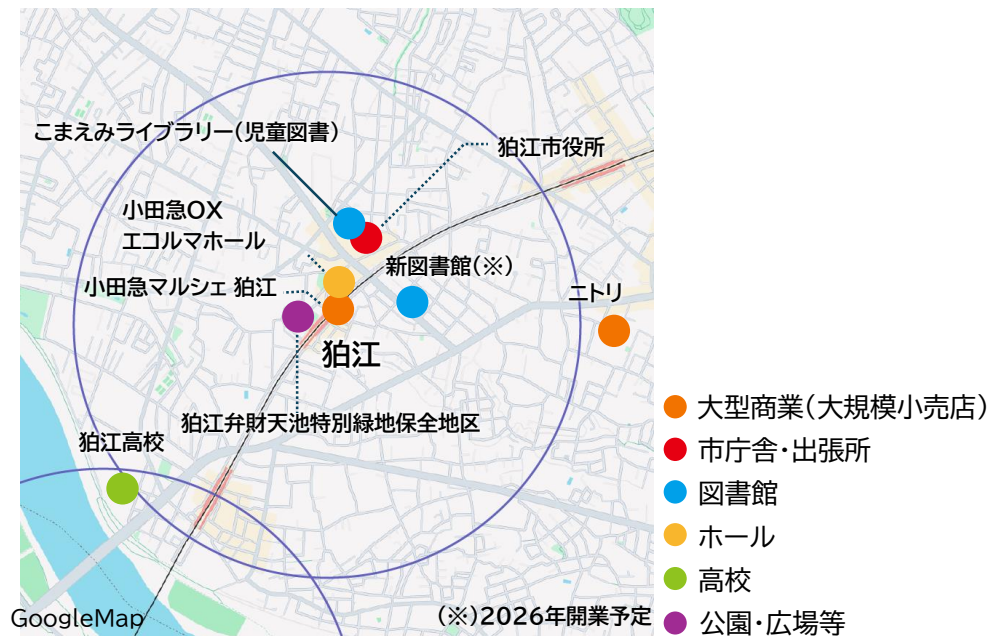 こまえみライブラリー(児童図書)
狛江市役所
小田急OX
エコルマホール
新図書館(※)
小田急マルシェ 狛江
ニトリ
狛江
狛江弁財天池特別緑地保全地区
狛江高校
GoogleMap
(※)2026年開業予定
大型商業(大規模小売店)
市庁舎・出張所
図書館
ホール
高校
公園・広場等